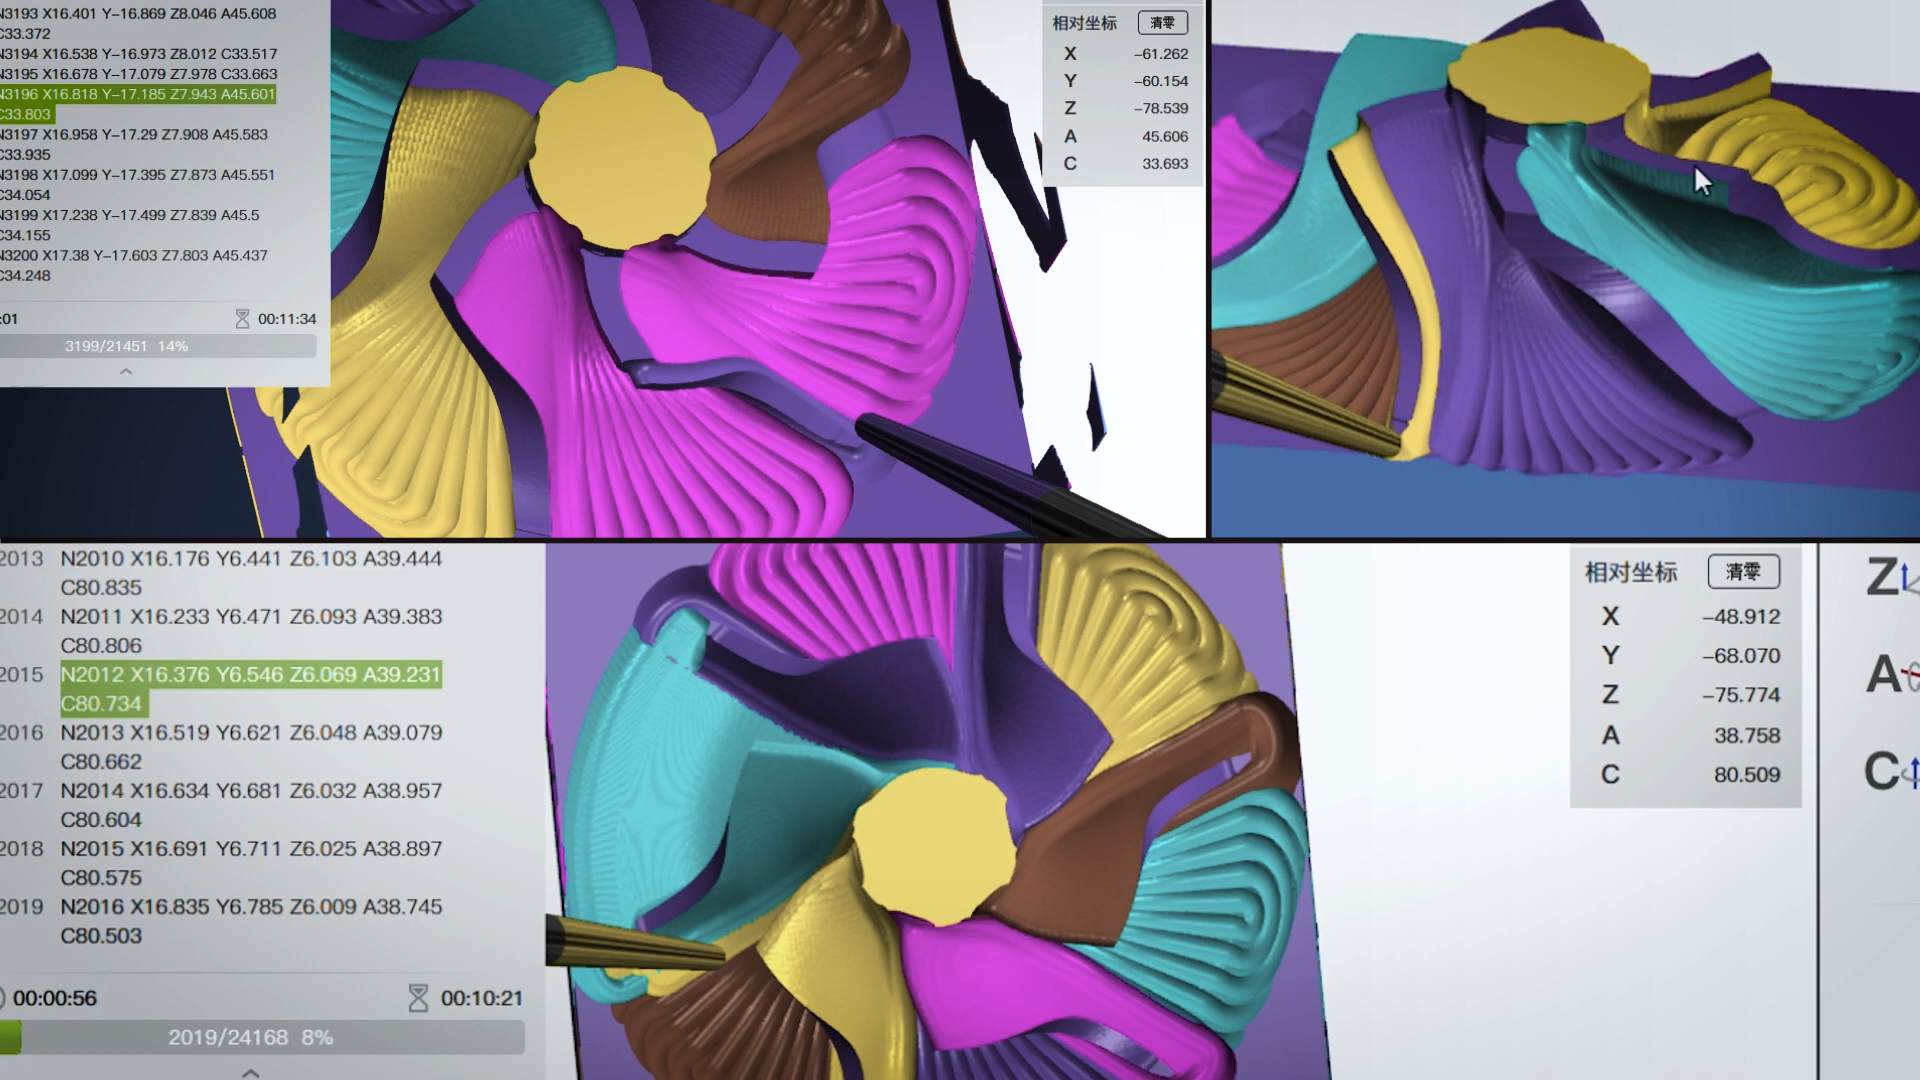 N3193 X16.401 Y-16.869 Z8.046 A45.608
C33.372
N3194 X16.538 Y-16.973 Z8.012 C33.517
N3195 X16.678 Y-17.079 Z7.978 C33.663
N3196 X16.818 Y-17.185 Z7.943 A45.601
C33.803
N3197 X16.958 Y-17.29 Z7.908 A45.583
C33.935
N3198 X17.099 Y-17.395 Z7.873 A45.551
C34.054
N3199 X17.238 Y-17.499 Z7.839 A45.5
C34.155
N3200 X17.38 Y-17.603 Z7.803 A45.437
C34.248
:01 00:11:34
3199/21451 14%
相对坐标 清零
X -61.262
Y -60.154
Z -78.539
A 45.606
C 33.693
2013 N2010 X16.176 Y6.441 Z6.103 A39.444
C80.835
2014 N2011 X16.233 Y6.471 Z6.093 A39.383
C80.806
2015 N2012 X16.376 Y6.546 Z6.069 A39.231
C80.734
2016 N2013 X16.519 Y6.621 Z6.048 A39.079
C80.662
2017 N2014 X16.634 Y6.681 Z6.032 A38.957
C80.604
2018 N2015 X16.691 Y6.711 Z6.025 A38.897
C80.575
2019 N2016 X16.835 Y6.785 Z6.009 A38.745
C80.503
00:00:56 00:10:21
2019/24168 8%
相对坐标 清零
X -48.912
Y -68.070
Z -75.774
A 38.758
C 80.509
Z
A
C